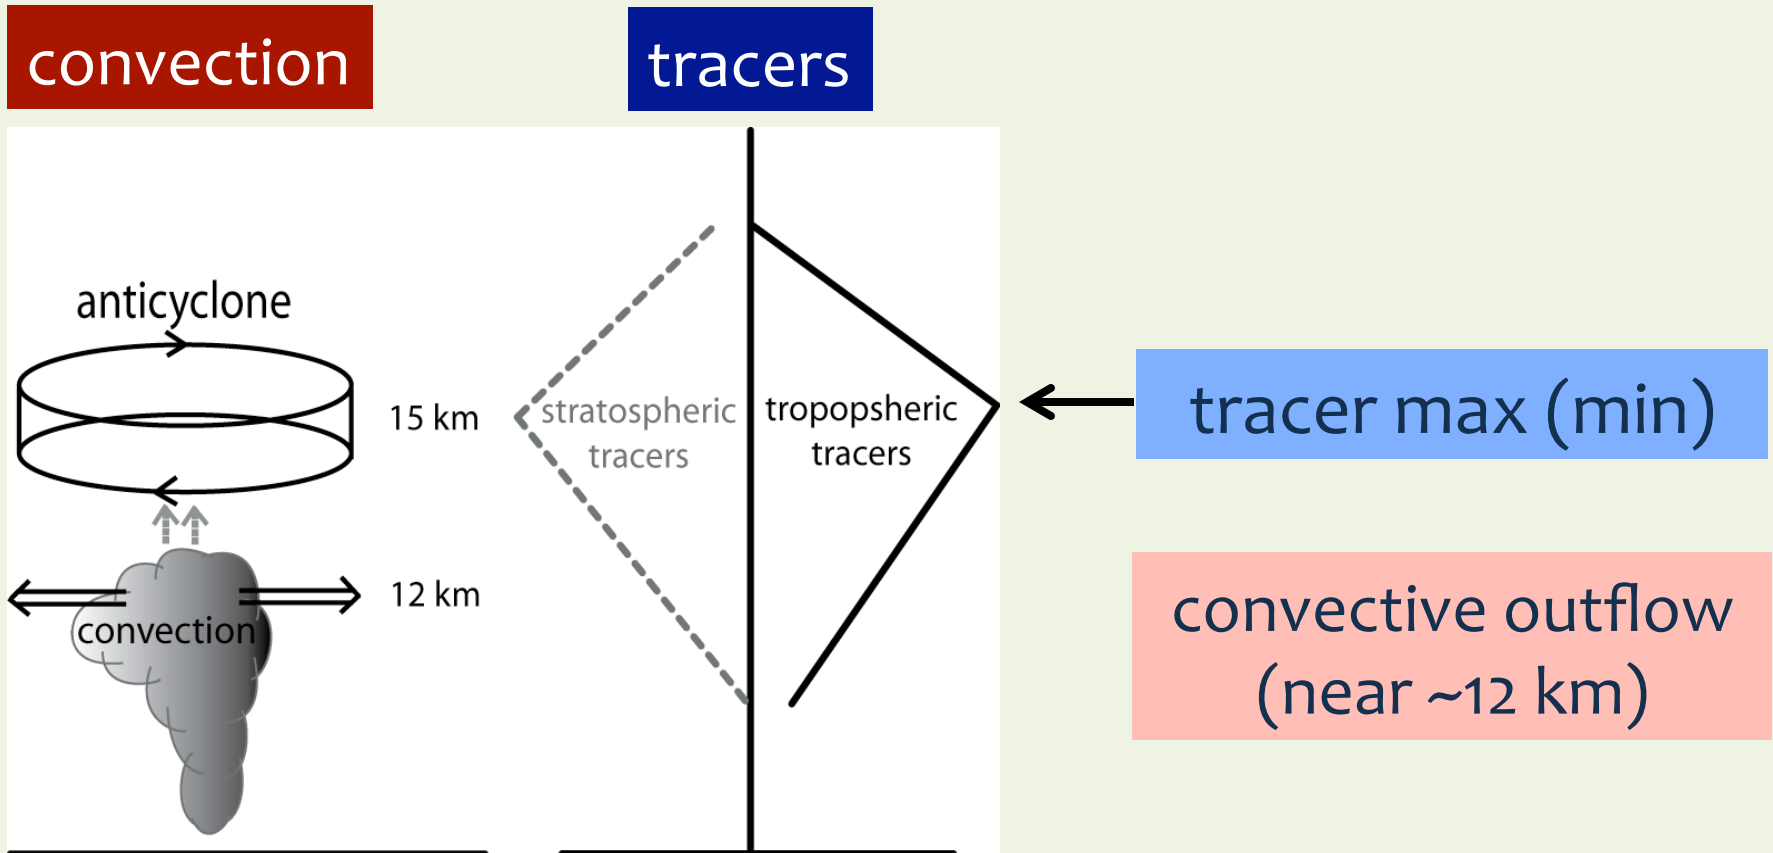 convection
tracers
anticyclone
15 km
stratospheric
tracers
tropopsheric
tracers
tracer max (min)
12 km
convection
convective outflow
(near ~12 km)